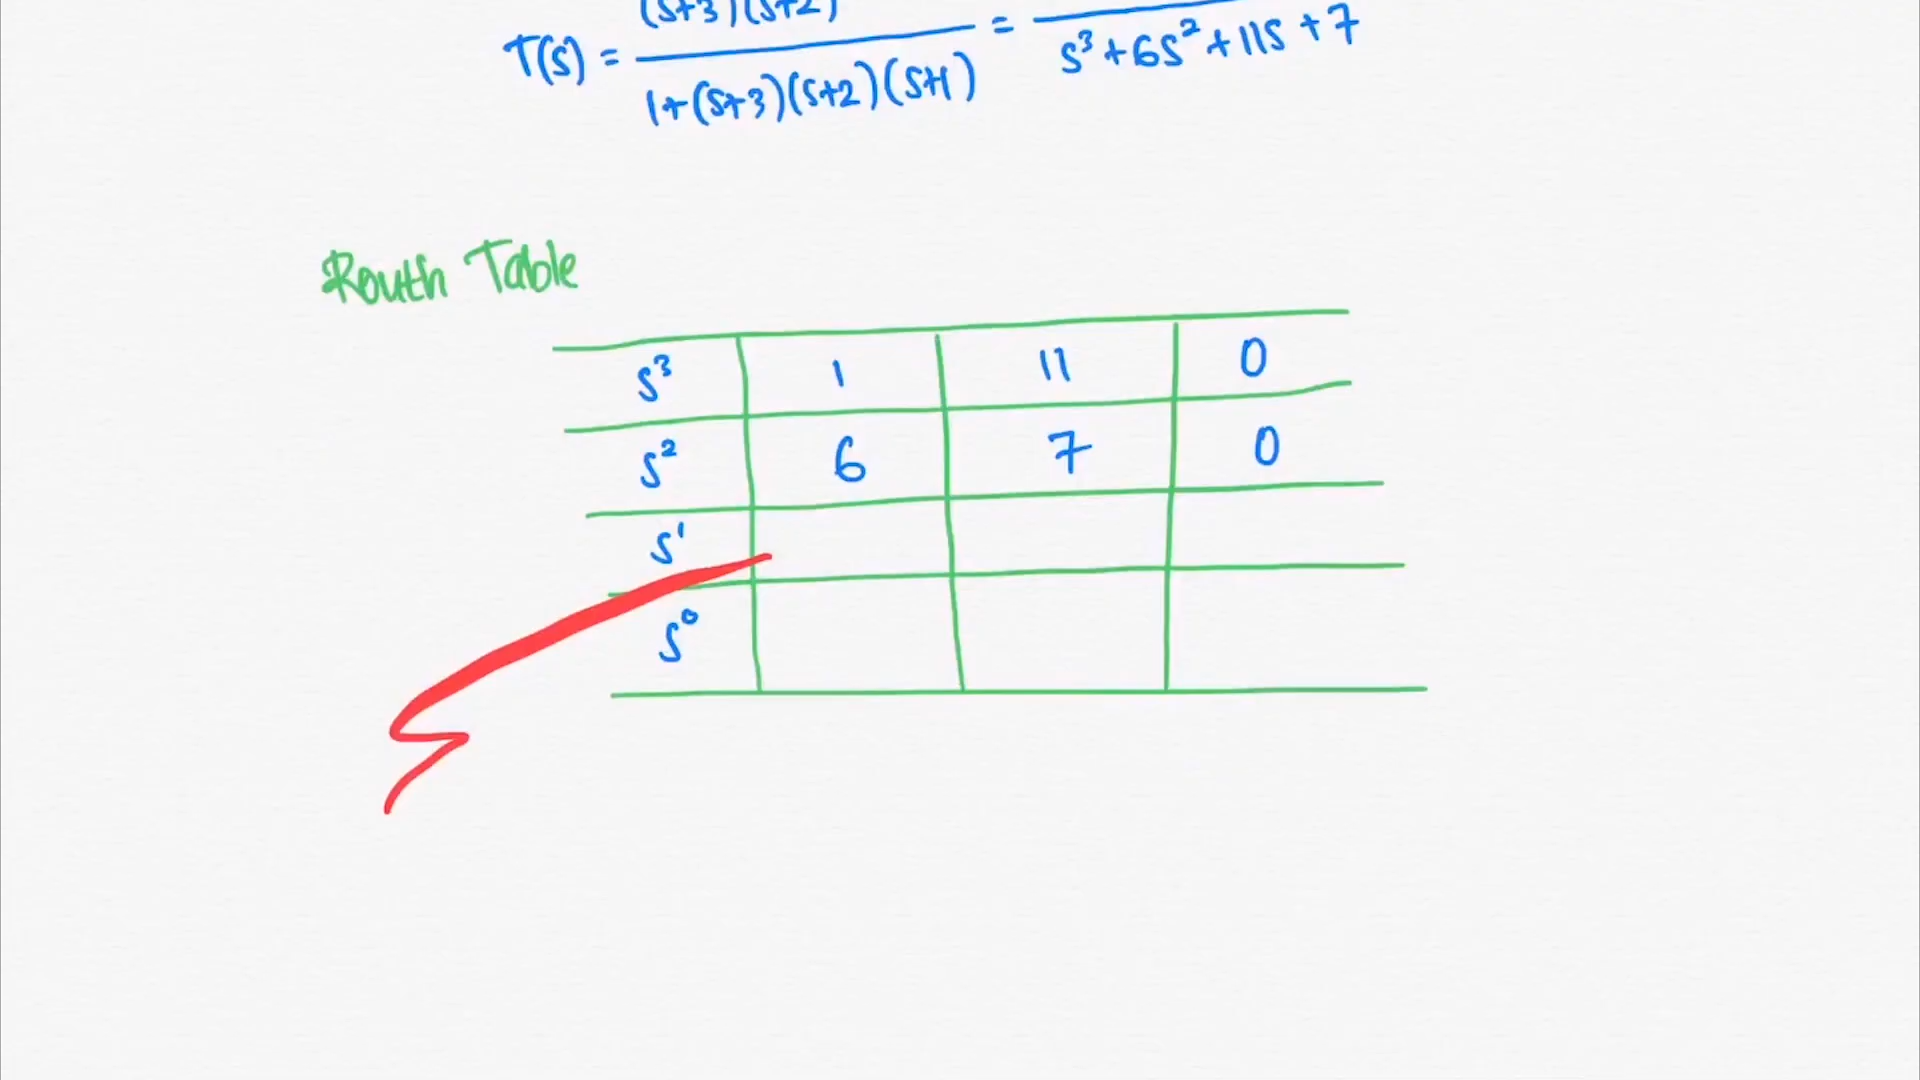 (s+3)(s+2)
T(s) = ――― = ―――
1+(s+3)(s+2)(s+1) s³+6s²+11s+7
Routh Table
s³ 1 11 0
s² 6 7 0
s¹
s⁰